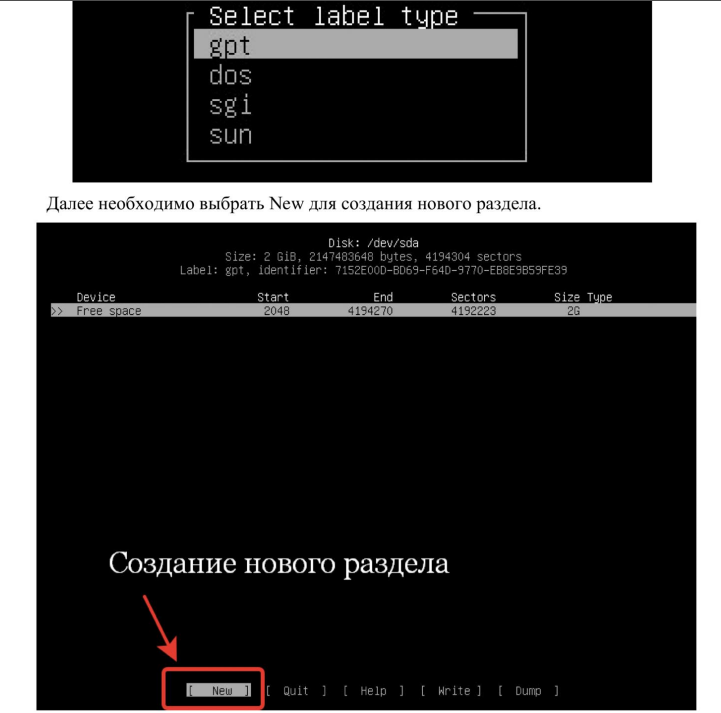 Select label type
gpt
dos
sgi
sun
Далее необходимо выбрать New для создания нового раздела.
Disk: /dev/sda
Size: 2 GiB, 2147483648 bytes, 4194304 sectors
Label: gpt, identifier: 7152E00D-BD69-F64D-9770-EB8E9B59FE39
Device Start End Sectors Size Type
>> Free space 2048 4194270 4192223 2G
Создание нового раздела
[ New ] [ Quit ] [ Help ] [ Write ] [ Dump ]